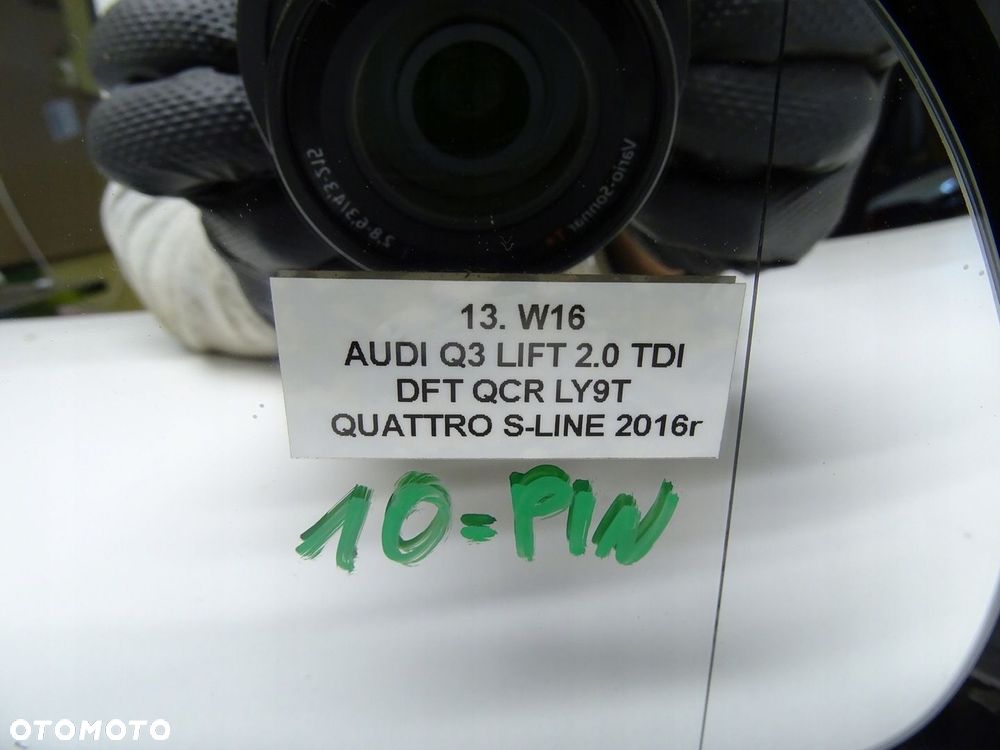 Vario-Sonnar T*
2.8-6.3/4,3-215
13. W16
AUDI Q3 LIFT 2.0 TDI
DFT QCR LY9T
QUATTRO S-LINE 2016r
10=PIN
OTOMOTO